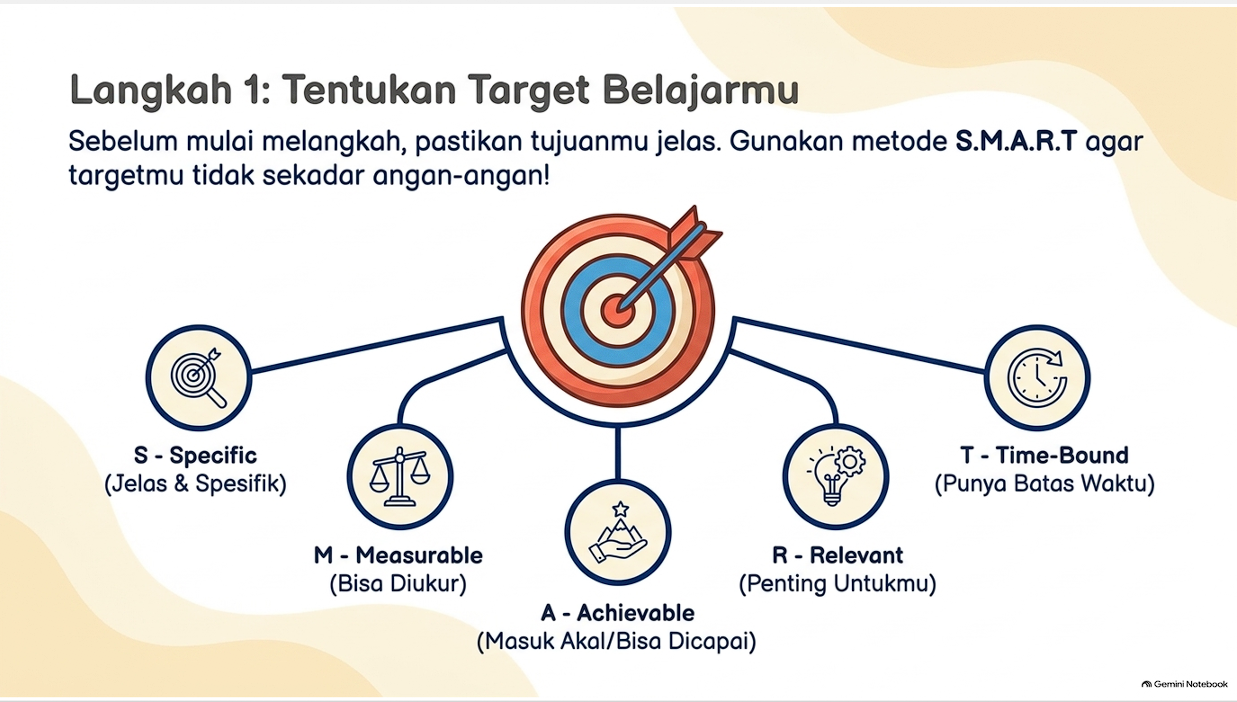 Langkah 1: Tentukan Target Belajarmu
Sebelum mulai melangkah, pastikan tujuanmu jelas. Gunakan metode S.M.A.R.T agar
targetmu tidak sekadar angan-angan!
S - Specific
(Jelas & Spesifik)
M - Measurable
(Bisa Diukur)
A - Achievable
(Masuk Akal/Bisa Dicapai)
R - Relevant
(Penting Untukmu)
T - Time-Bound
(Punya Batas Waktu)
Gemini Notebook